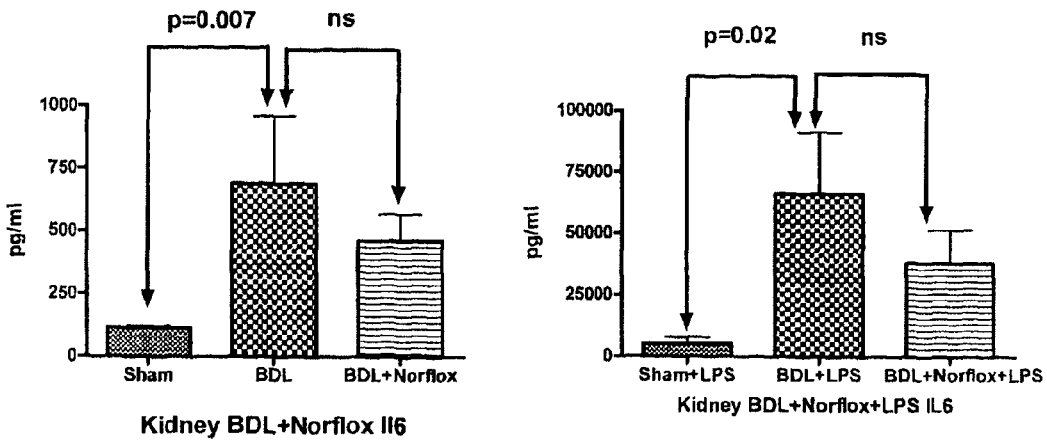 p=0.007 ns
1000
750
500
250
0
pg/ml
Sham BDL BDL+Norflox
Kidney BDL+Norflox Il6
p=0.02 ns
100000
75000
50000
25000
0
pg/ml
Sham+LPS BDL+LPS BDL+Norflox+LPS
Kidney BDL+Norflox+LPS IL6